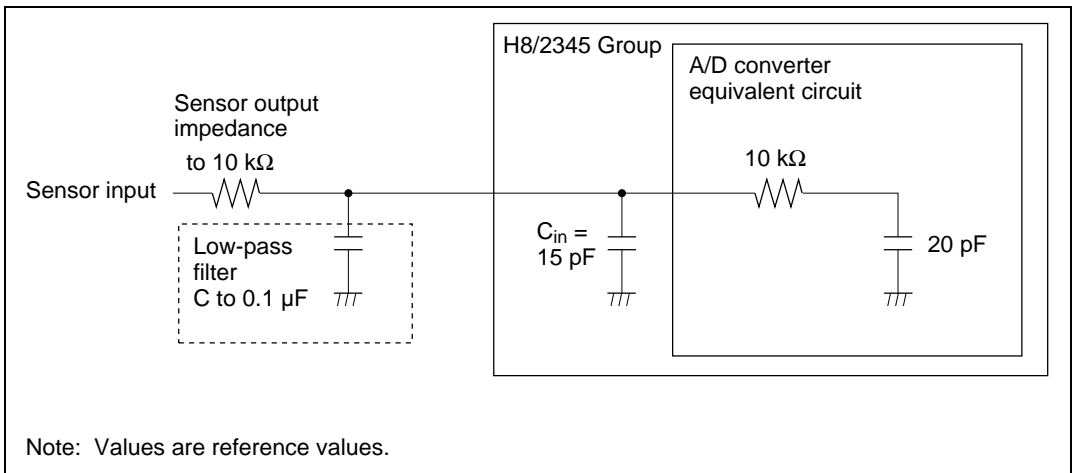 H8/2345 Group
A/D converter
equivalent circuit
Sensor output
impedance
to 10 kΩ
10 kΩ
Sensor input
Low-pass
filter
C to 0.1 µF
Cin =
15 pF
20 pF
Note: Values are reference values.